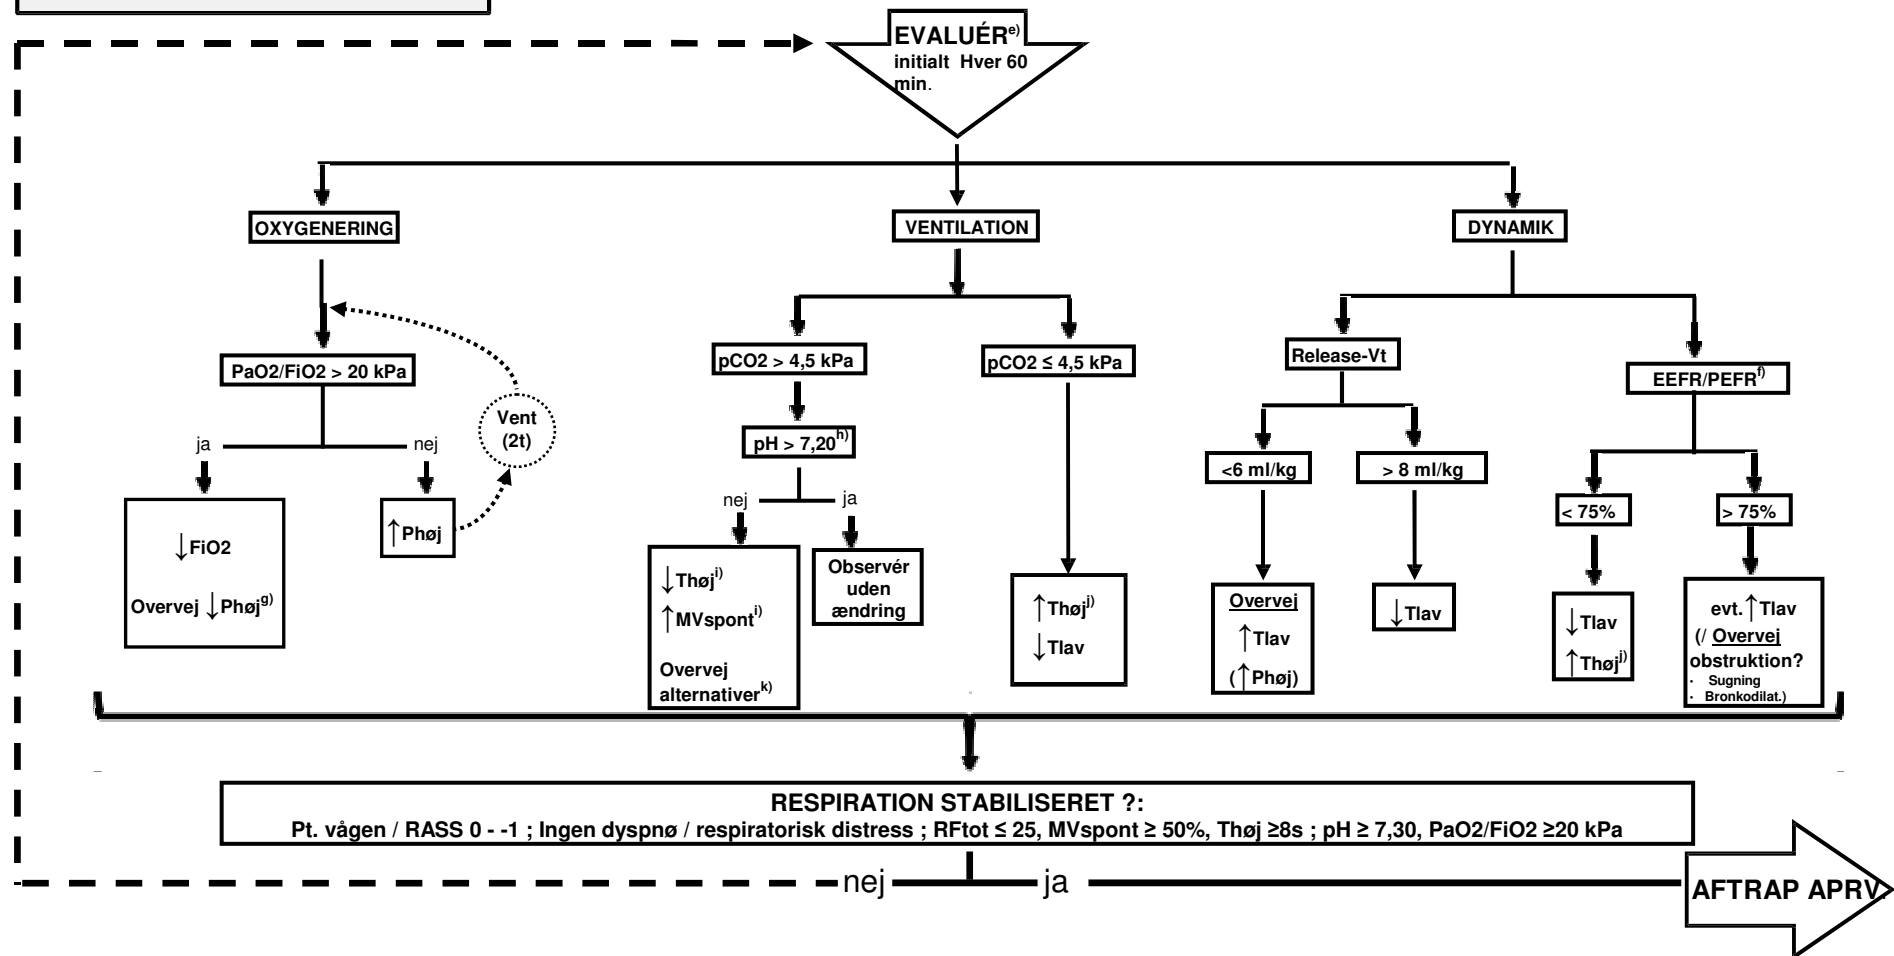 EVALUÉRe)
initialt Hver 60
min.
OXYGENERING
PaO2/FiO2 > 20 kPa
ja
nej
Vent
(2t)
↓FiO2
Overvej ↓Phøjg)
↑Phøj
VENTILATION
pCO2 > 4,5 kPa
pCO2 ≤ 4,5 kPa
pH > 7,20h)
nej
ja
↓Thøji)
↑MVsponti)
Overvej
alternativerk)
Observér
uden
ændring
↑Thøjj)
↓Tlav
DYNAMIK
Release-Vt
EEFR/PEFRf)
<6 ml/kg
> 8 ml/kg
Overvej
↑Tlav
(↑Phøj)
↓Tlav
< 75%
> 75%
↓Tlav
↑Thøjj)
evt.↑Tlav
(/ Overvej
obstruktion?
· Sugning
· Bronkodilat.)
RESPIRATION STABILISERET ?:
Pt. vågen / RASS 0 - -1 ; Ingen dyspnø / respiratorisk distress ; RFtot ≤ 25, MVspont ≥ 50%, Thøj ≥8s ; pH ≥ 7,30, PaO2/FiO2 ≥20 kPa
nej
ja
AFTRAP APRV.